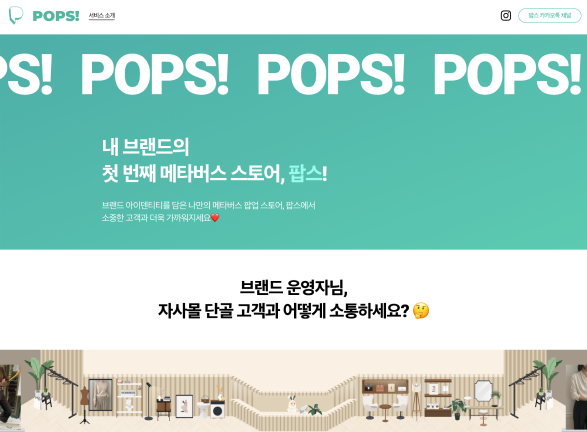 POPS!
서비스 소개
팝스 카카오톡 채널
PS! POPS! POPS! POPS!
내 브랜드의
첫 번째 메타버스 스토어, 팝스!
브랜드 아이덴티티를 담은 나만의 메타버스 팝업 스토어, 팝스에서
소중한 고객과 더욱 가까워지세요❤️
브랜드 운영자님,
자사몰 단골 고객과 어떻게 소통하세요? 🤔